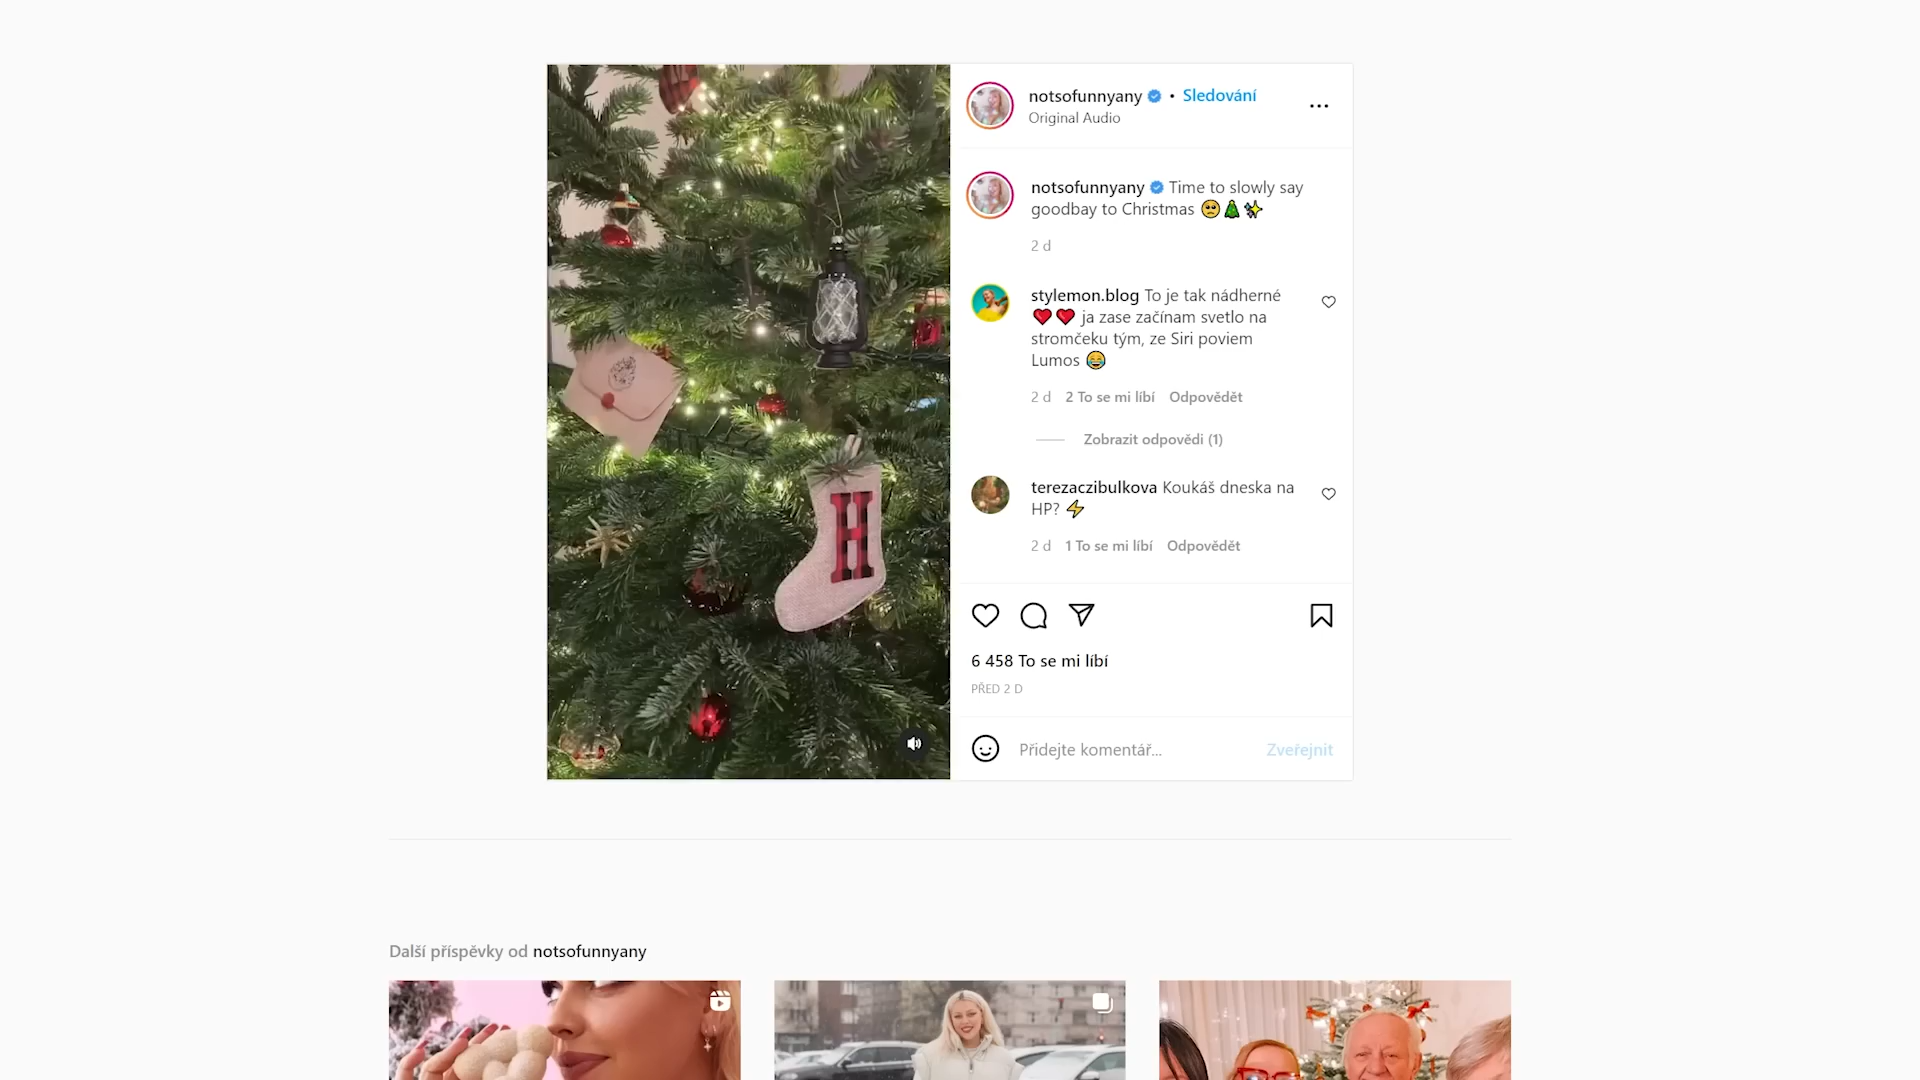 notsofunnyany • Sledování
Original Audio
notsofunnyany Time to slowly say
goodbay to Christmas 🥺🎄✨
2 d
stylemon.blog To je tak nádherné
❤️❤️ ja zase začínam svetlo na
stromčeku tým, ze Siri poviem
Lumos 😂
2 d 2 To se mi líbí Odpovědět
Zobrazit odpovědi (1)
terezaczibulkova Koukáš dneska na
HP? ⚡
2 d 1 To se mi líbí Odpovědět
6 458 To se mi líbí
PŘED 2 D
Přidejte komentář... Zveřejnit
H
Další příspěvky od notsofunnyany